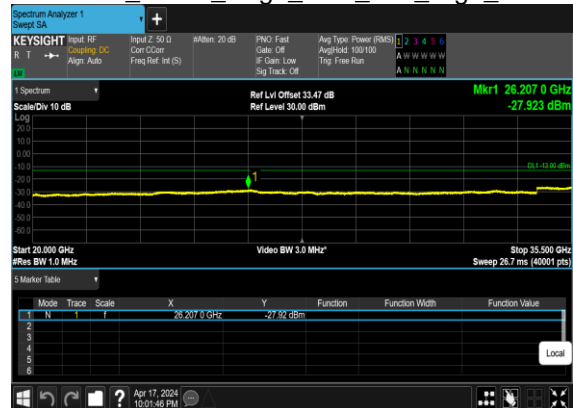 Spectrum Analyzer 1
Swept SA
KEYSIGHT
R T
LW
Input: RF
Coupling: DC
Align: Auto
Input Z: 50 Ω
Corr CCorr
Freq Ref: Int (S)
#Atten: 20 dB
PNO: Fast
Gate: Off
IF Gain: Low
Sig Track: Off
Avg Type: Power (RMS)
Avg|Hold: 100/100
Trig: Free Run
1 2 3 4 5 6
A W W W W W
A N N N N N
1 Spectrum
Scale/Div 10 dB
Ref Lvl Offset 33.47 dB
Ref Level 30.00 dBm
Mkr1 26.207 0 GHz
-27.923 dBm
Log
20.0
10.0
0.00
-10.0
-20.0
-30.0
-40.0
-50.0
-60.0
DL1 -13.00 dBm
1
Start 20.000 GHz
#Res BW 1.0 MHz
Video BW 3.0 MHz*
Stop 35.500 GHz
Sweep 26.7 ms (40001 pts)
5 Marker Table
Mode Trace Scale X Y Function Function Width Function Value
1 N 1 f 26.207 0 GHz -27.92 dBm
2
3
4
5
6
Local
?
Apr 17, 2024
10:01:46 PM